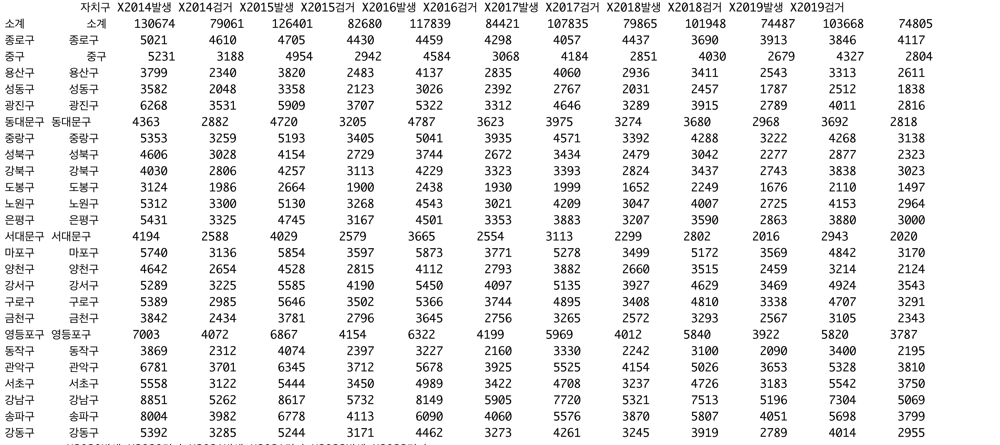 자치구 X2014발생 X2014검거 X2015발생 X2015검거 X2016발생 X2016검거 X2017발생 X2017검거 X2018발생 X2018검거 X2019발생 X2019검거
소계 소계 130674 79061 126401 82680 117839 84421 107835 79865 101948 74487 103668 74805
종로구 종로구 5021 4610 4705 4430 4459 4298 4057 4437 3690 3913 3846 4117
중구 중구 5231 3188 4954 2942 4584 3068 4184 2851 4030 2679 4327 2804
용산구 용산구 3799 2340 3820 2483 4137 2835 4060 2936 3411 2543 3313 2611
성동구 성동구 3582 2048 3358 2123 3026 2392 2767 2031 2457 1787 2512 1838
광진구 광진구 6268 3531 5909 3707 5322 3312 4646 3289 3915 2789 4011 2816
동대문구 동대문구 4363 2882 4720 3205 4787 3623 3975 3274 3680 2968 3692 2818
중랑구 중랑구 5353 3259 5193 3405 5041 3935 4571 3392 4288 3222 4268 3138
성북구 성북구 4606 3028 4154 2729 3744 2672 3434 2479 3042 2277 2877 2323
강북구 강북구 4030 2806 4257 3113 4229 3323 3393 2824 3437 2743 3838 3023
도봉구 도봉구 3124 1986 2664 1900 2438 1930 1999 1652 2249 1676 2110 1497
노원구 노원구 5312 3300 5130 3268 4543 3021 4209 3047 4007 2725 4153 2964
은평구 은평구 5431 3325 4745 3167 4501 3353 3883 3207 3590 2863 3880 3000
서대문구 서대문구 4194 2588 4029 2579 3665 2554 3113 2299 2802 2016 2943 2020
마포구 마포구 5740 3136 5854 3597 5873 3771 5278 3499 5172 3569 4842 3170
양천구 양천구 4642 2654 4528 2815 4112 2793 3882 2660 3515 2459 3214 2124
강서구 강서구 5289 3225 5585 4190 5450 4097 5135 3927 4629 3469 4924 3543
구로구 구로구 5389 2985 5646 3502 5366 3744 4895 3408 4810 3338 4707 3291
금천구 금천구 3842 2434 3781 2796 3645 2756 3265 2572 3293 2567 3105 2343
영등포구 영등포구 7003 4072 6867 4154 6322 4199 5969 4012 5840 3922 5820 3787
동작구 동작구 3869 2312 4074 2397 3227 2160 3330 2242 3100 2090 3400 2195
관악구 관악구 6781 3701 6345 3712 5678 3925 5525 4154 5026 3653 5328 3810
서초구 서초구 5558 3122 5444 3450 4989 3422 4708 3237 4726 3183 5542 3750
강남구 강남구 8851 5262 8617 5732 8149 5905 7720 5321 7513 5196 7304 5069
송파구 송파구 8004 3982 6778 4113 6090 4060 5576 3870 5807 4051 5698 3799
강동구 강동구 5392 3285 5244 3171 4462 3273 4261 3245 3919 2789 4014 2955